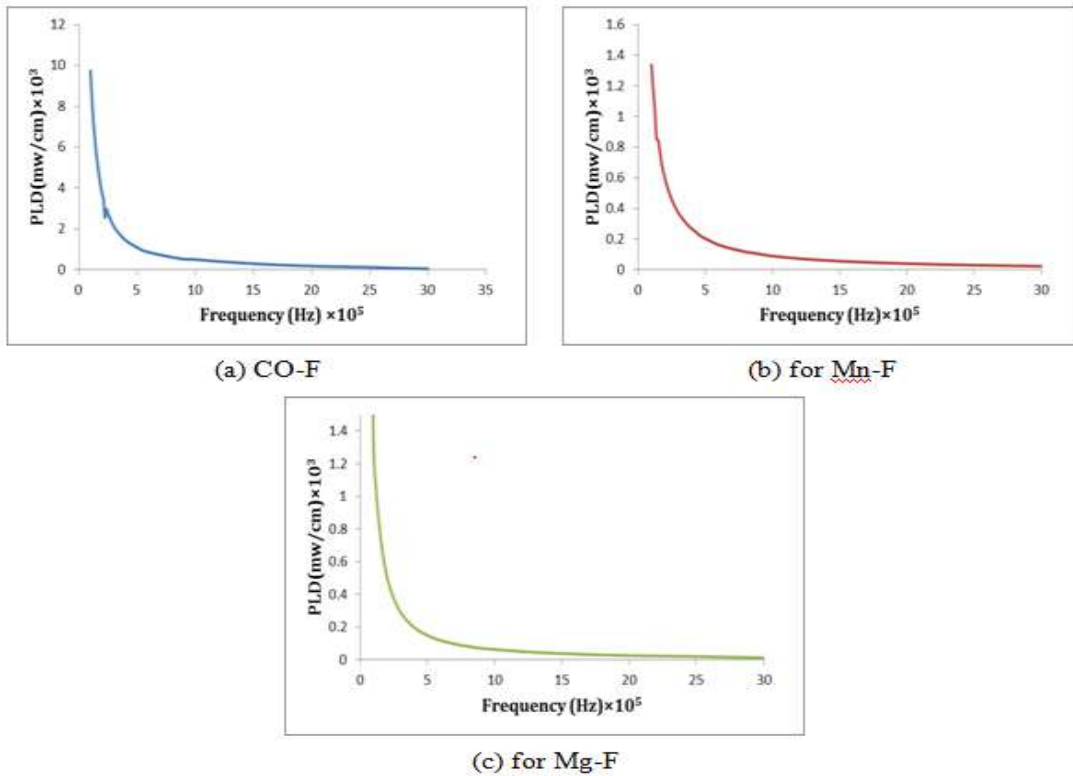 12
10
8
6
4
2
0
PLD(mw/cm)×10³
0 5 10 15 20 25 30 35
Frequency (Hz) ×10⁵
(a) CO-F
1.6
1.4
1.2
1
0.8
0.6
0.4
0.2
0
PLD(mw/cm)×10³
0 5 10 15 20 25 30
Frequency (Hz)×10⁵
(b) for Mn-F
1.4
1.2
1
0.8
0.6
0.4
0.2
0
PLD(mw/cm)×10³
0 5 10 15 20 25 30
Frequency (Hz)×10⁵
(c) for Mg-F